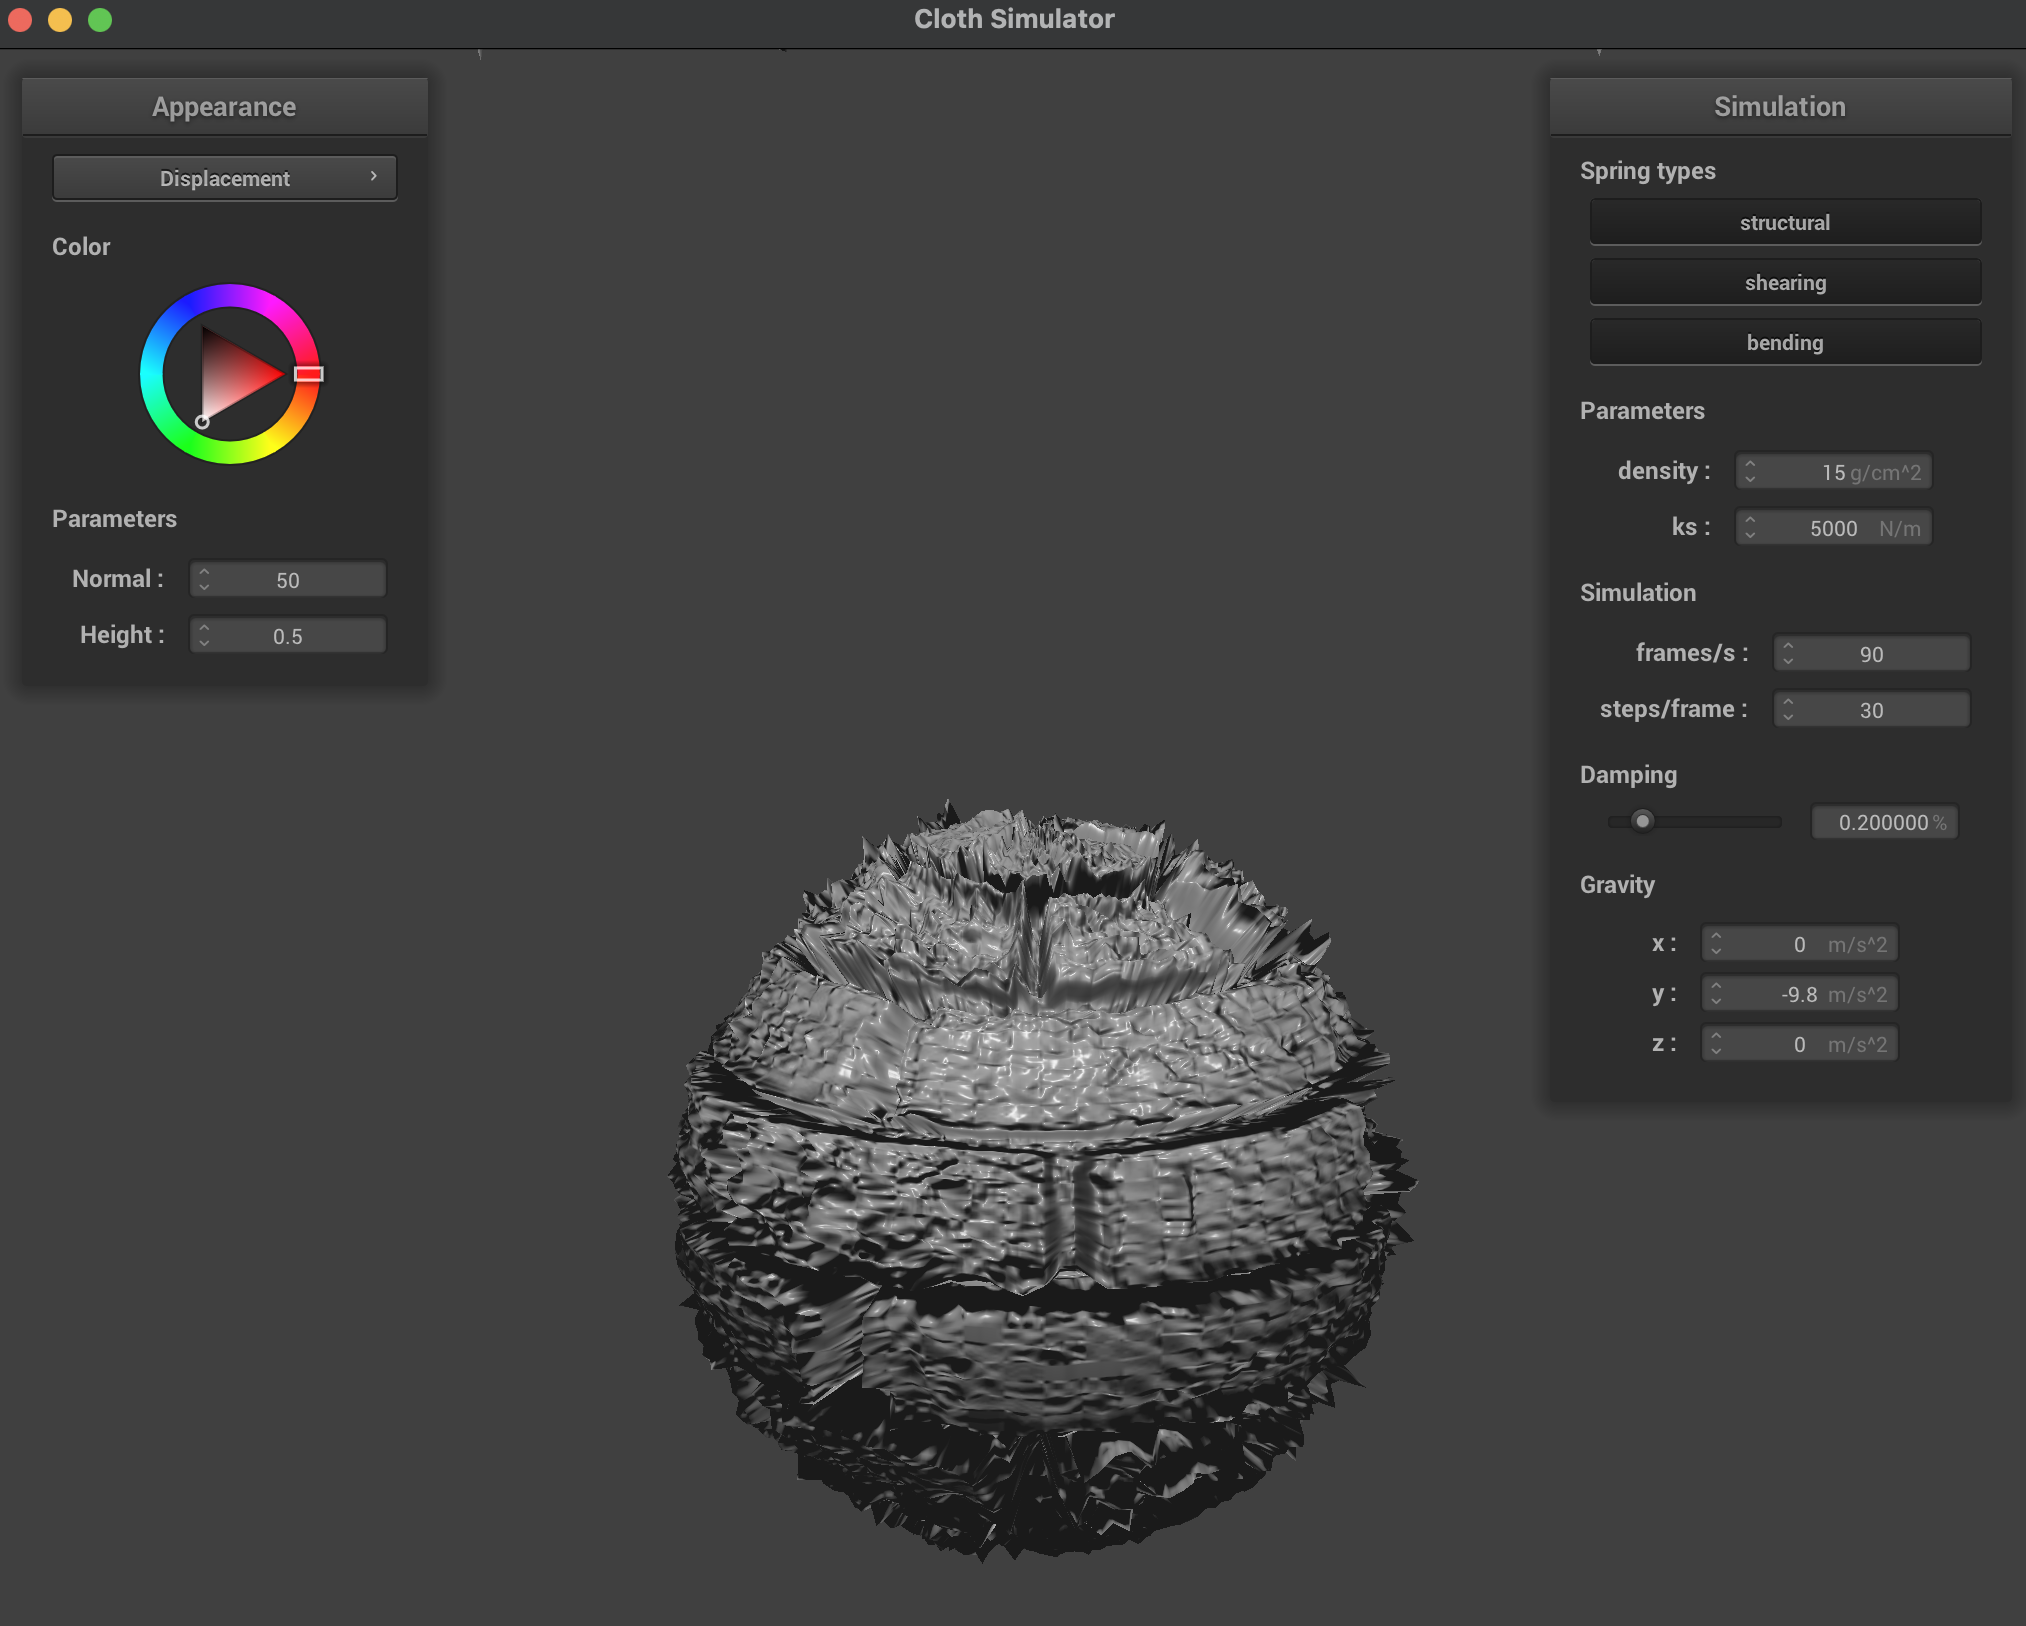 Cloth Simulator
Appearance
Displacement
Color
Parameters
Normal : 50
Height : 0.5
Simulation
Spring types
structural
shearing
bending
Parameters
density : 15 g/cm^2
ks : 5000 N/m
Simulation
frames/s : 90
steps/frame : 30
Damping
0.200000 %
Gravity
x : 0 m/s^2
y : -9.8 m/s^2
z : 0 m/s^2